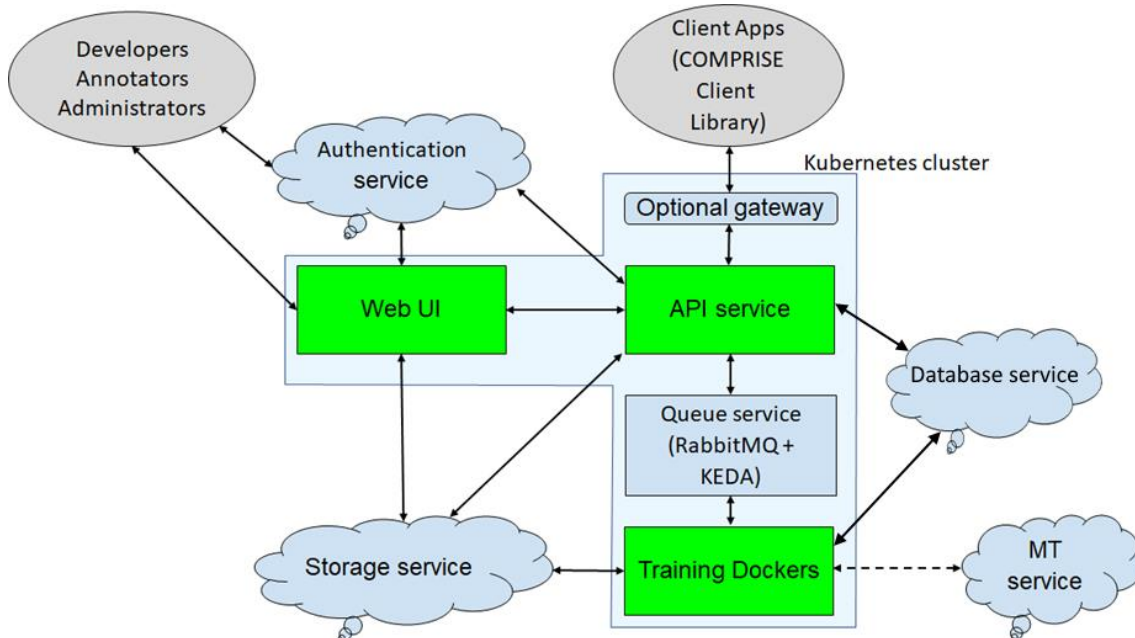 Developers
Annotators
Administrators
Client Apps
(COMPRISE
Client
Library)
Authentication
service
Kubernetes cluster
Optional gateway
Web UI
API service
Database service
Queue service
(RabbitMQ +
KEDA)
Storage service
Training Dockers
MT
service